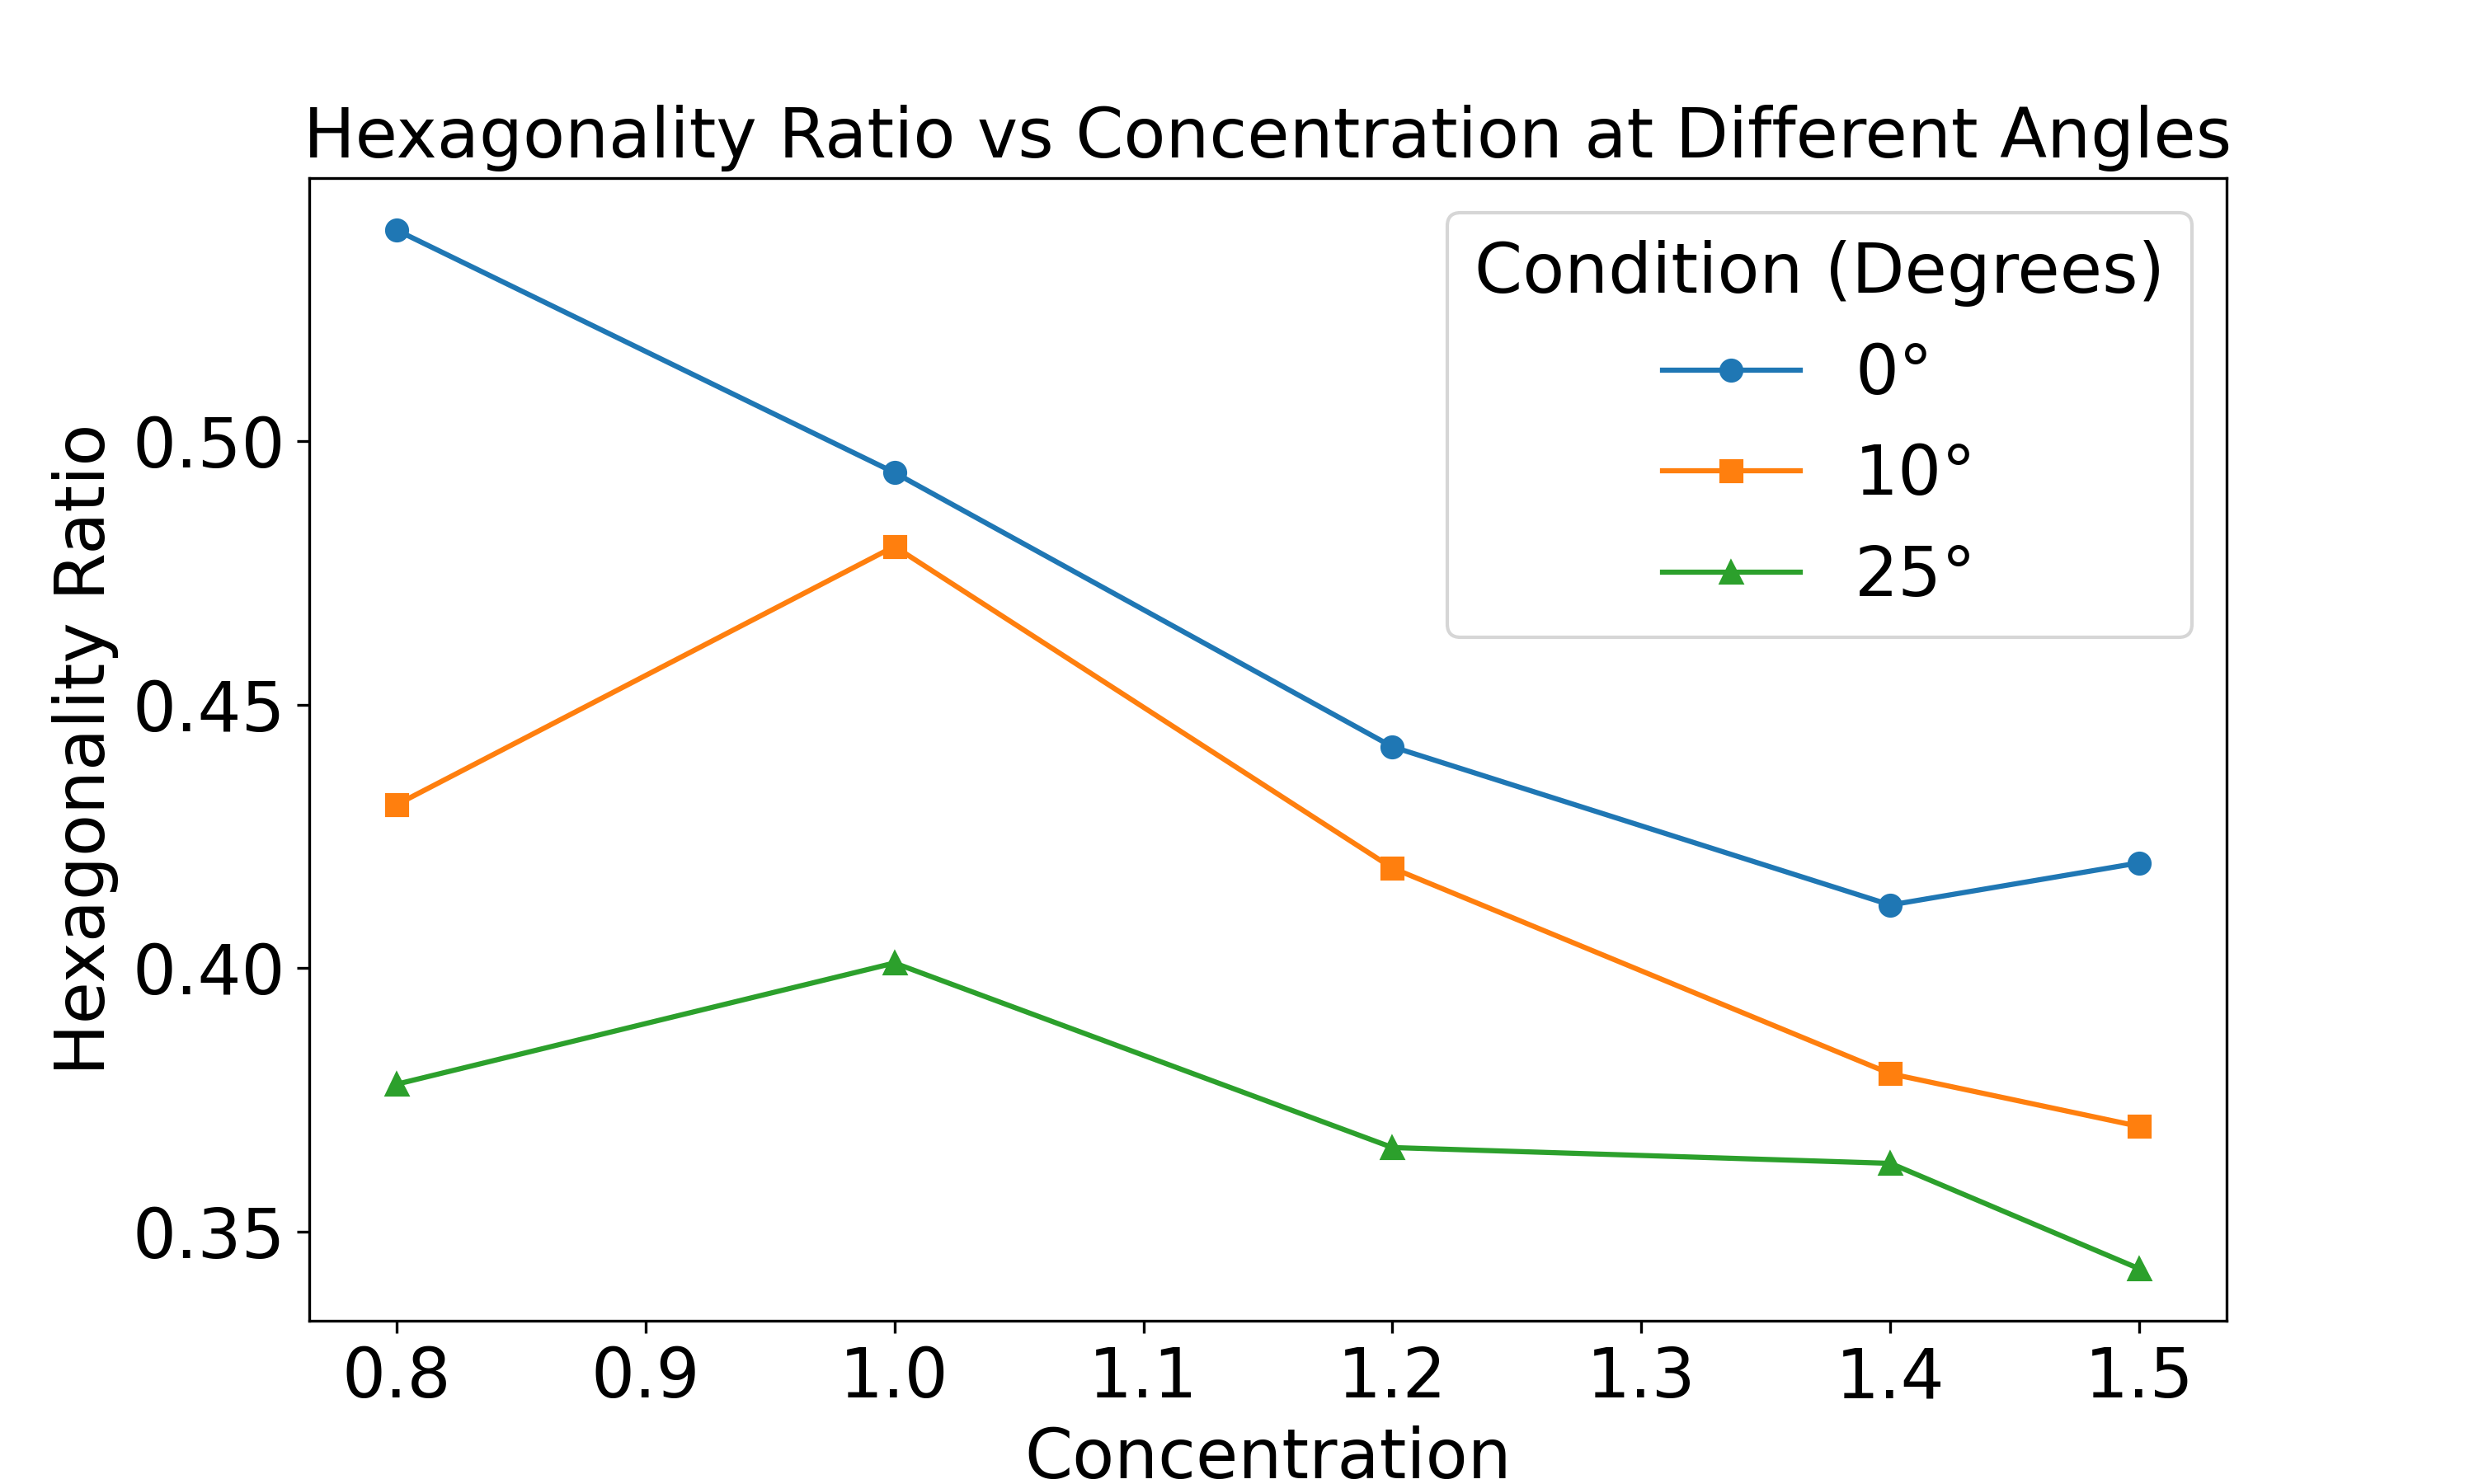 Hexagonality Ratio vs Concentration at Different Angles
Condition (Degrees)
0°
10°
25°
Hexagonality Ratio
0.50
0.45
0.40
0.35
0.8 0.9 1.0 1.1 1.2 1.3 1.4 1.5
Concentration